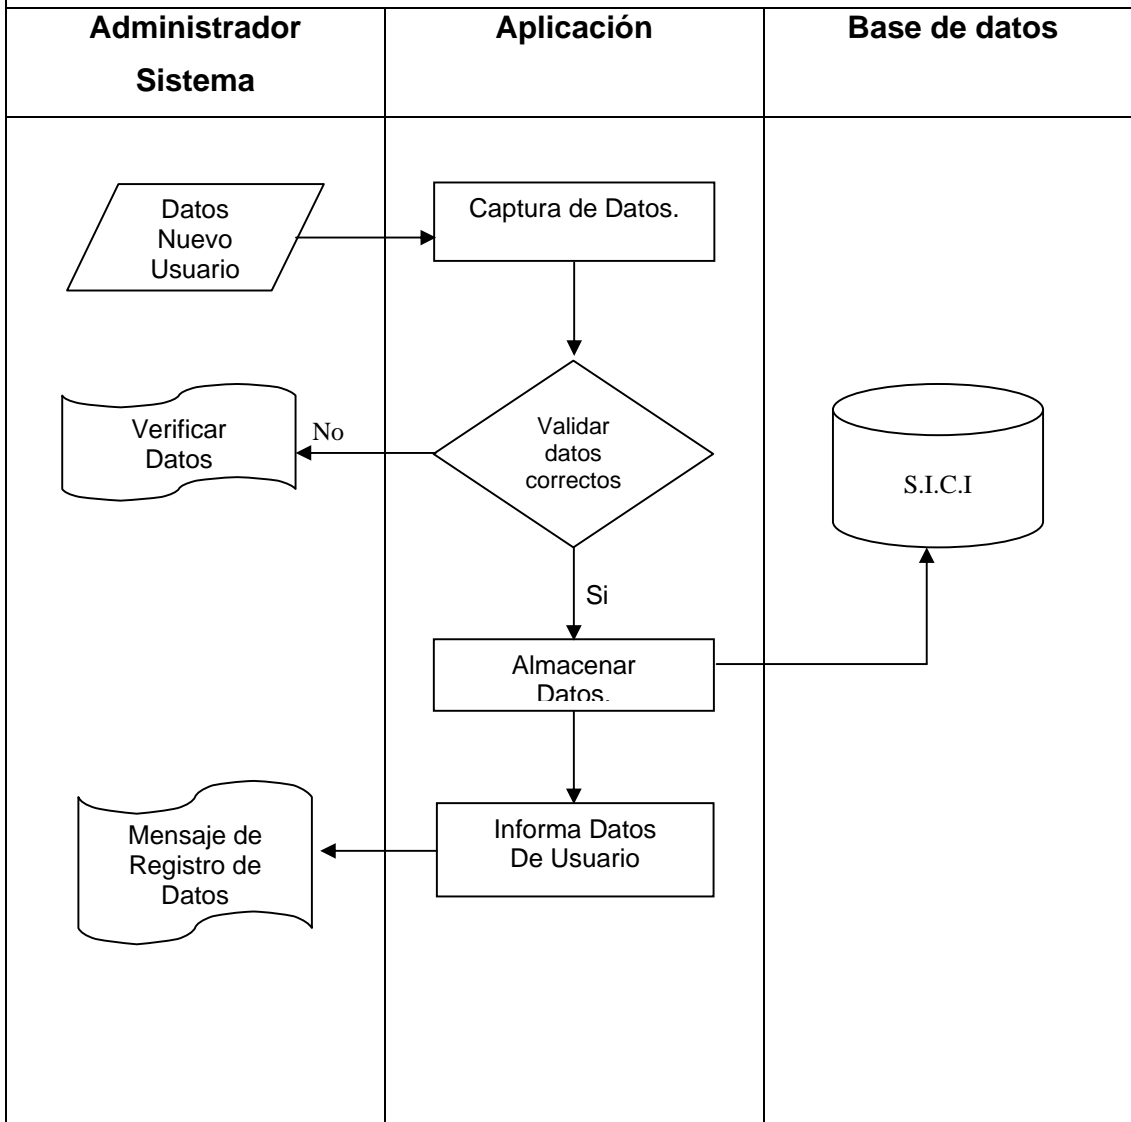 Administrador
Sistema
Aplicación
Base de datos
Datos
Nuevo
Usuario
Captura de Datos.
Verificar
Datos
No
Validar
datos
correctos
S.I.C.I
Si
Almacenar
Datos.
Mensaje de
Registro de
Datos
Informa Datos
De Usuario